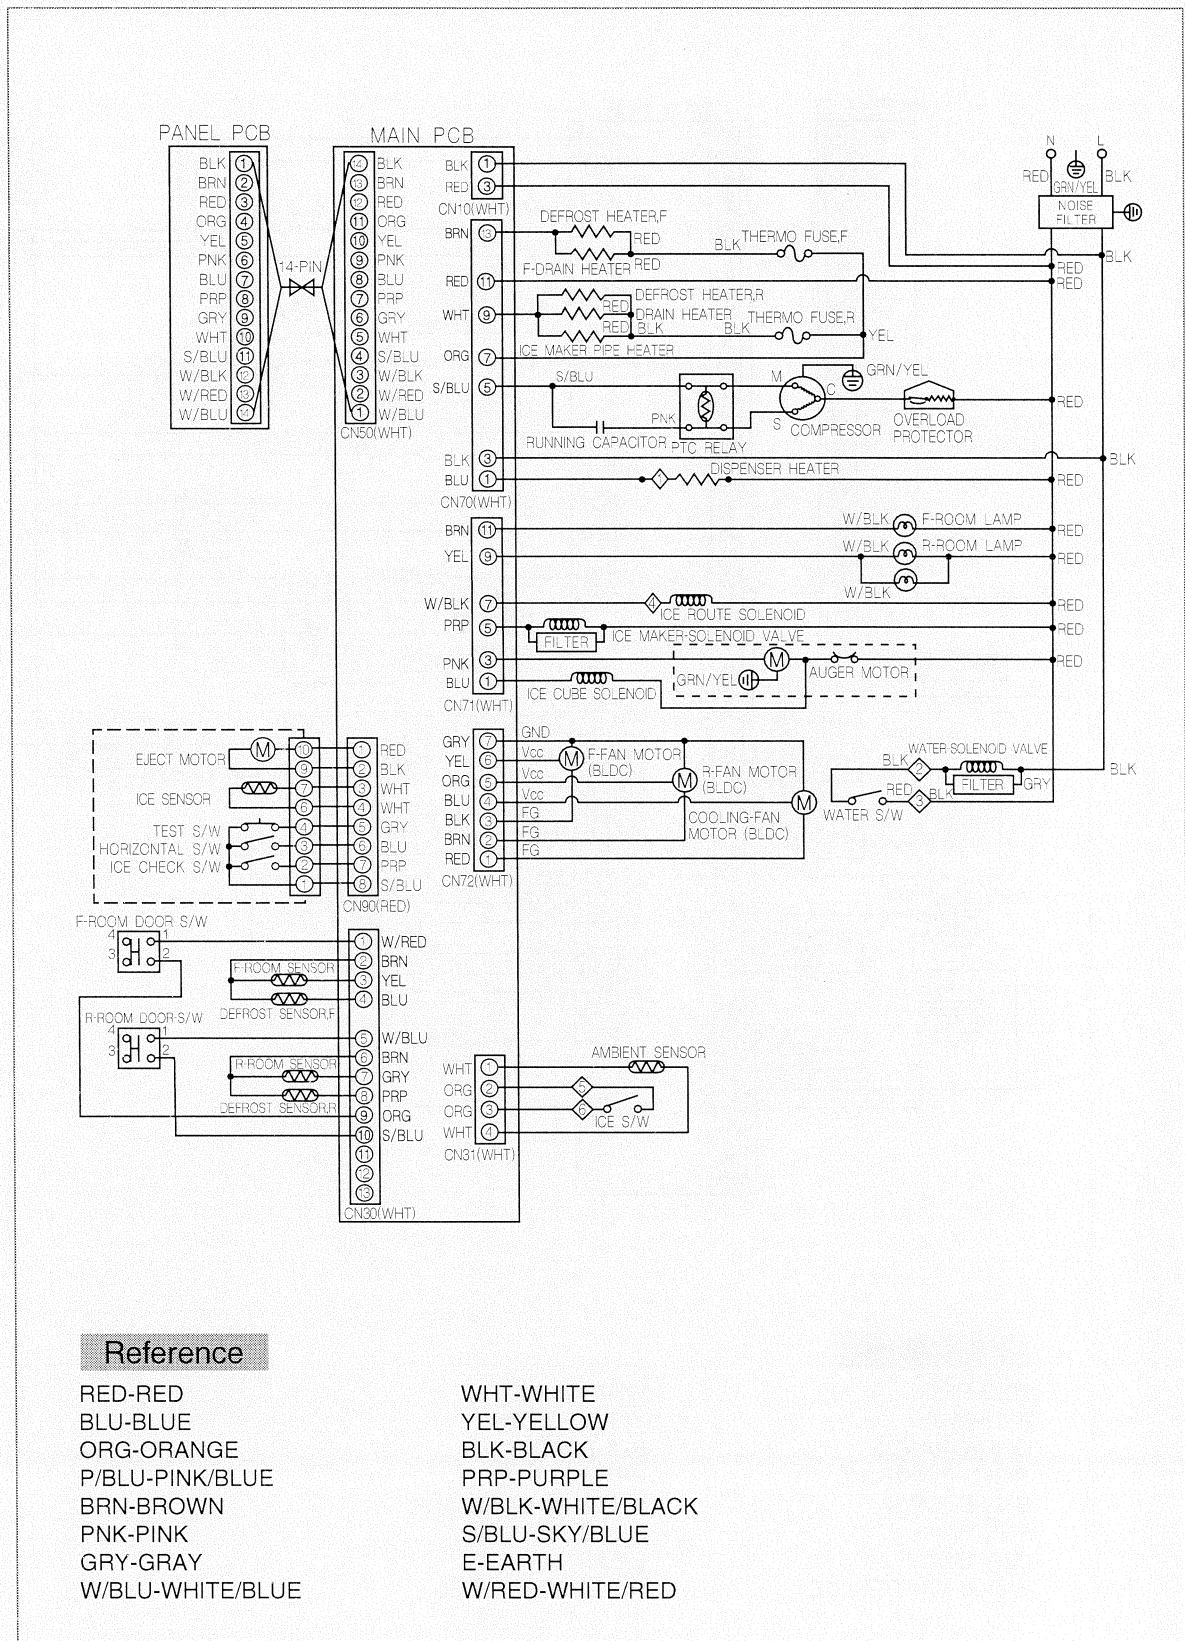 PANEL PCB
MAIN PCB
BLK 1
BRN 2
RED 3
ORG 4
YEL 5
PNK 6
BLU 7
PRP 8
GRY 9
WHT 10
S/BLU 11
W/BLK 12
W/RED 13
W/BLU 14
14-PIN
14 BLK
13 BRN
12 RED
11 ORG
10 YEL
9 PNK
8 BLU
7 PRP
6 GRY
5 WHT
4 S/BLU
3 W/BLK
2 W/RED
1 W/BLU
CN50(WHT)
BLK 1
RED 3
CN10(WHT)
N
L
RED
GRN/YEL
BLK
NOISE
FILTER
BLK
RED
RED
BRN 13
DEFROST HEATER,F
RED
F-DRAIN HEATER
RED
BLK
THERMO FUSE,F
RED 11
WHT 9
DEFROST HEATER,R
RED
DRAIN HEATER
RED
BLK
BLK
THERMO FUSE,R
YEL
ICE MAKER PIPE HEATER
ORG 7
S/BLU 5
S/BLU
PNK
RUNNING CAPACITOR
PTC RELAY
M
C
S
COMPRESSOR
GRN/YEL
OVERLOAD
PROTECTOR
RED
BLK 3
BLK
BLU 1
1
DISPENSER HEATER
RED
CN70(WHT)
BRN 11
W/BLK
F-ROOM LAMP
RED
YEL 9
W/BLK
R-ROOM LAMP
RED
W/BLK
W/BLK 7
4
ICE ROUTE SOLENOID
RED
PRP 5
FILTER
ICE MAKER-SOLENOID VALVE
RED
PNK 3
M
GRN/YEL
AUGER MOTOR
RED
BLU 1
ICE CUBE SOLENOID
CN71(WHT)
EJECT MOTOR
M
ICE SENSOR
TEST S/W
HORIZONTAL S/W
ICE CHECK S/W
10
9
7
6
4
3
2
1
1 RED
2 BLK
3 WHT
4 WHT
5 GRY
6 BLU
7 PRP
8 S/BLU
CN90(RED)
GRY 7
GND
YEL 6
Vcc
ORG 5
Vcc
BLU 4
Vcc
BLK 3
FG
BRN 2
FG
RED 1
FG
CN72(WHT)
M
F-FAN MOTOR
(BLDC)
M
R-FAN MOTOR
(BLDC)
M
COOLING-FAN
MOTOR (BLDC)
WATER-SOLENOID VALVE
BLK
2
FILTER
GRY
BLK
RED
3
BLK
WATER S/W
F-ROOM DOOR S/W
4
1
3
2
R-ROOM DOOR-S/W
4
1
3
2
F-ROOM SENSOR
DEFROST SENSOR,F
R-ROOM SENSOR
DEFROST SENSOR,R
1 W/RED
2 BRN
3 YEL
4 BLU
5 W/BLU
6 BRN
7 GRY
8 PRP
9 ORG
10 S/BLU
11
12
13
CN30(WHT)
WHT 1
AMBIENT SENSOR
ORG 2
5
ORG 3
6
ICE S/W
WHT 4
CN31(WHT)
Reference
RED-RED
BLU-BLUE
ORG-ORANGE
P/BLU-PINK/BLUE
BRN-BROWN
PNK-PINK
GRY-GRAY
W/BLU-WHITE/BLUE
WHT-WHITE
YEL-YELLOW
BLK-BLACK
PRP-PURPLE
W/BLK-WHITE/BLACK
S/BLU-SKY/BLUE
E-EARTH
W/RED-WHITE/RED